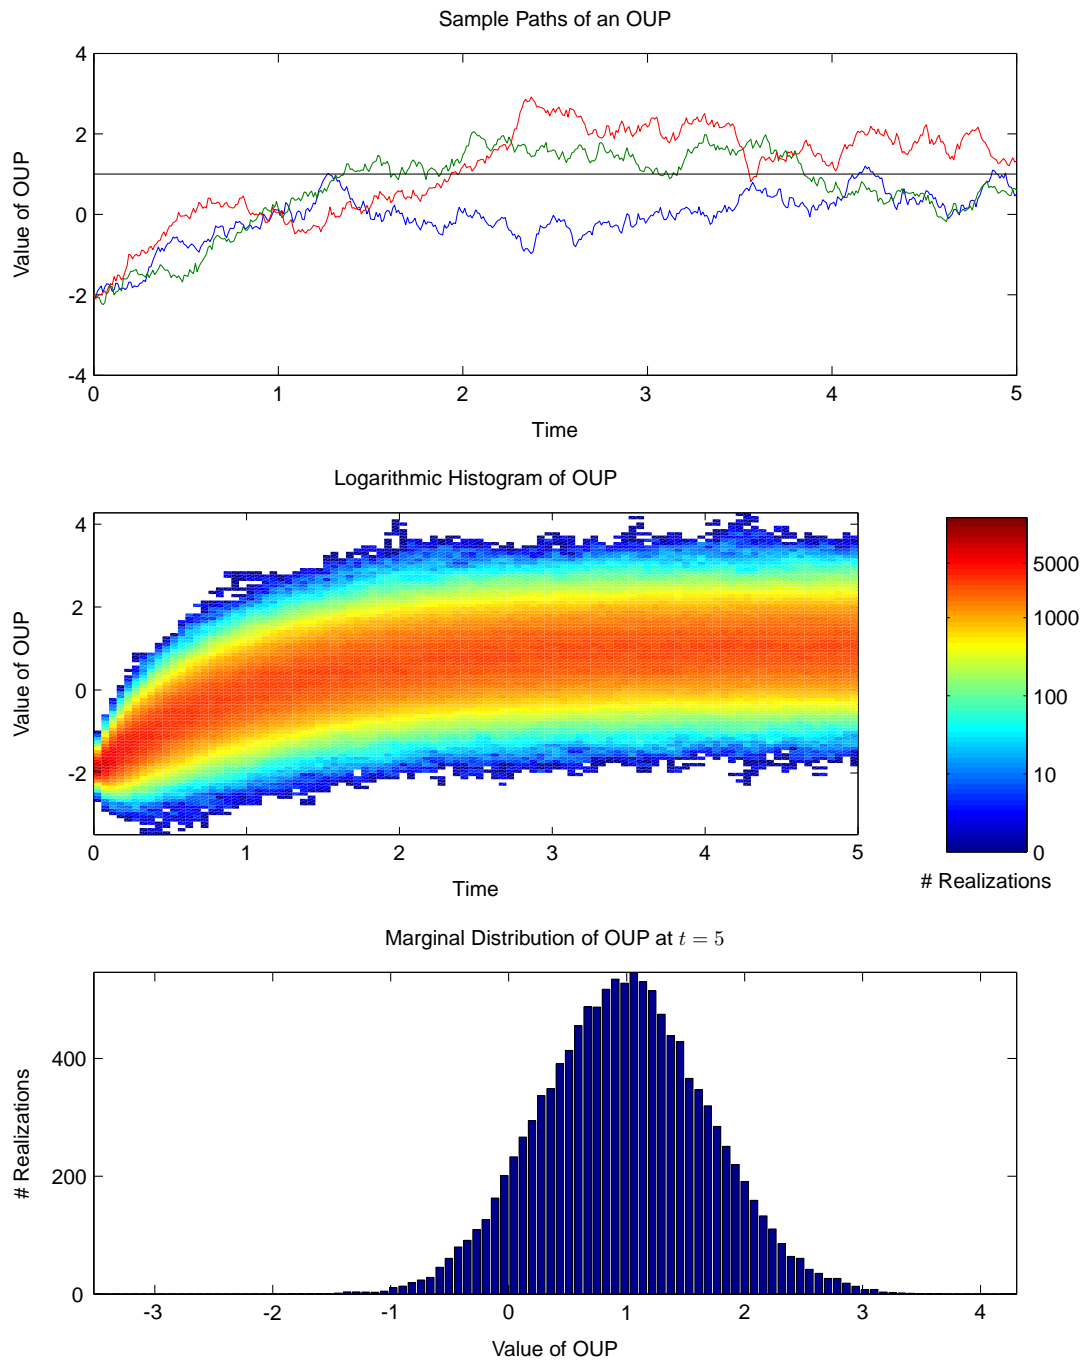 Sample Paths of an OUP
4
2
0
-2
-4
Value of OUP
0 1 2 3 4 5
Time
Logarithmic Histogram of OUP
4
2
0
-2
Value of OUP
0 1 2 3 4 5
Time
5000
1000
100
10
0
# Realizations
Marginal Distribution of OUP at t = 5
400
200
0
# Realizations
-3 -2 -1 0 1 2 3 4
Value of OUP